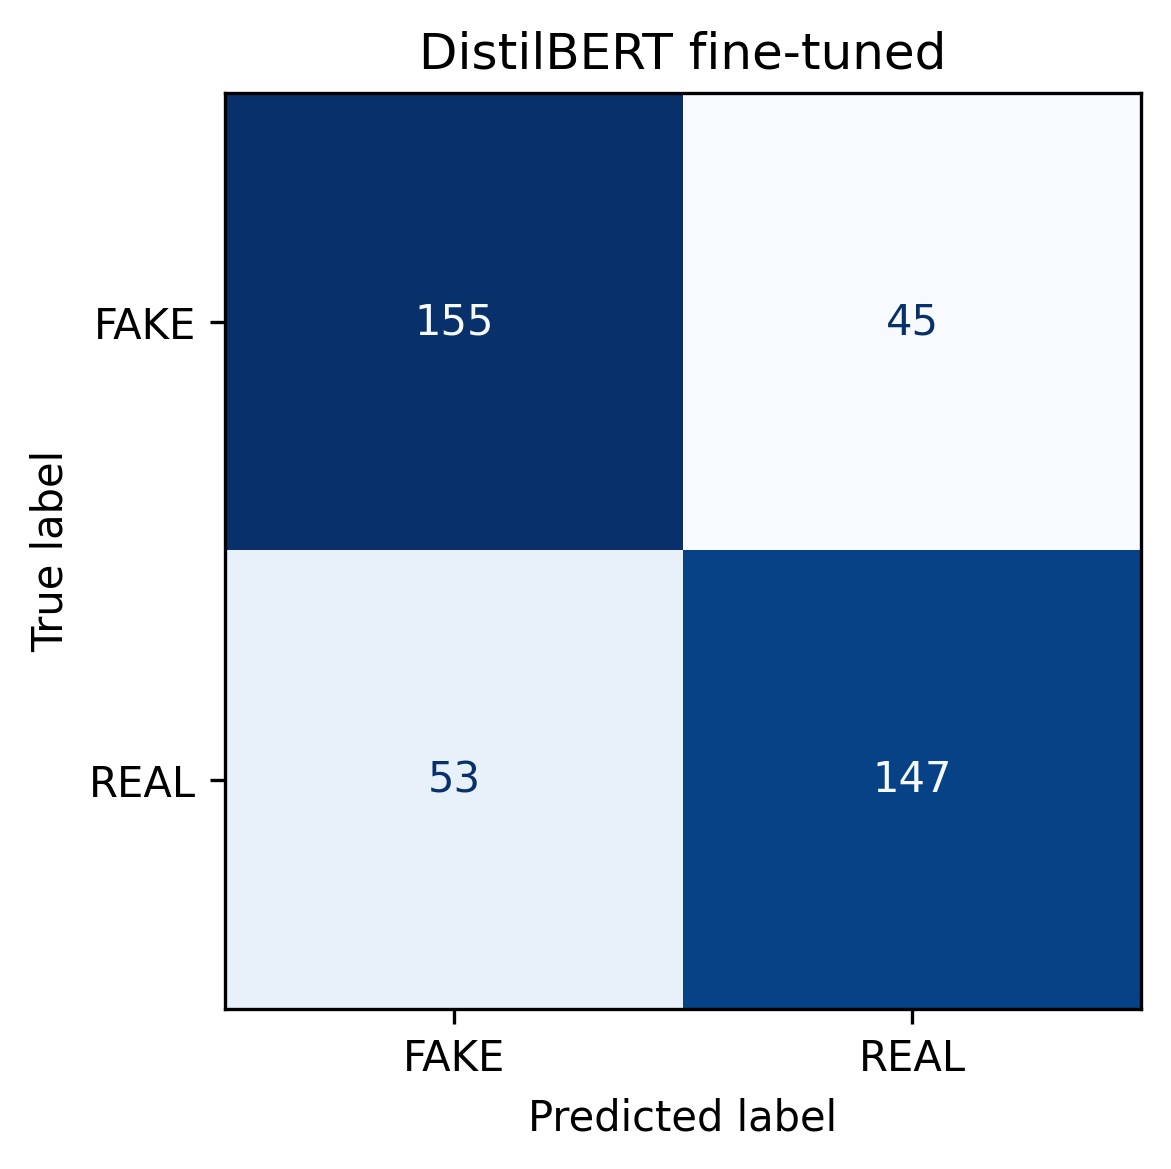 DistilBERT fine-tuned
FAKE
155
45
True label
REAL
53
147
FAKE
REAL
Predicted label